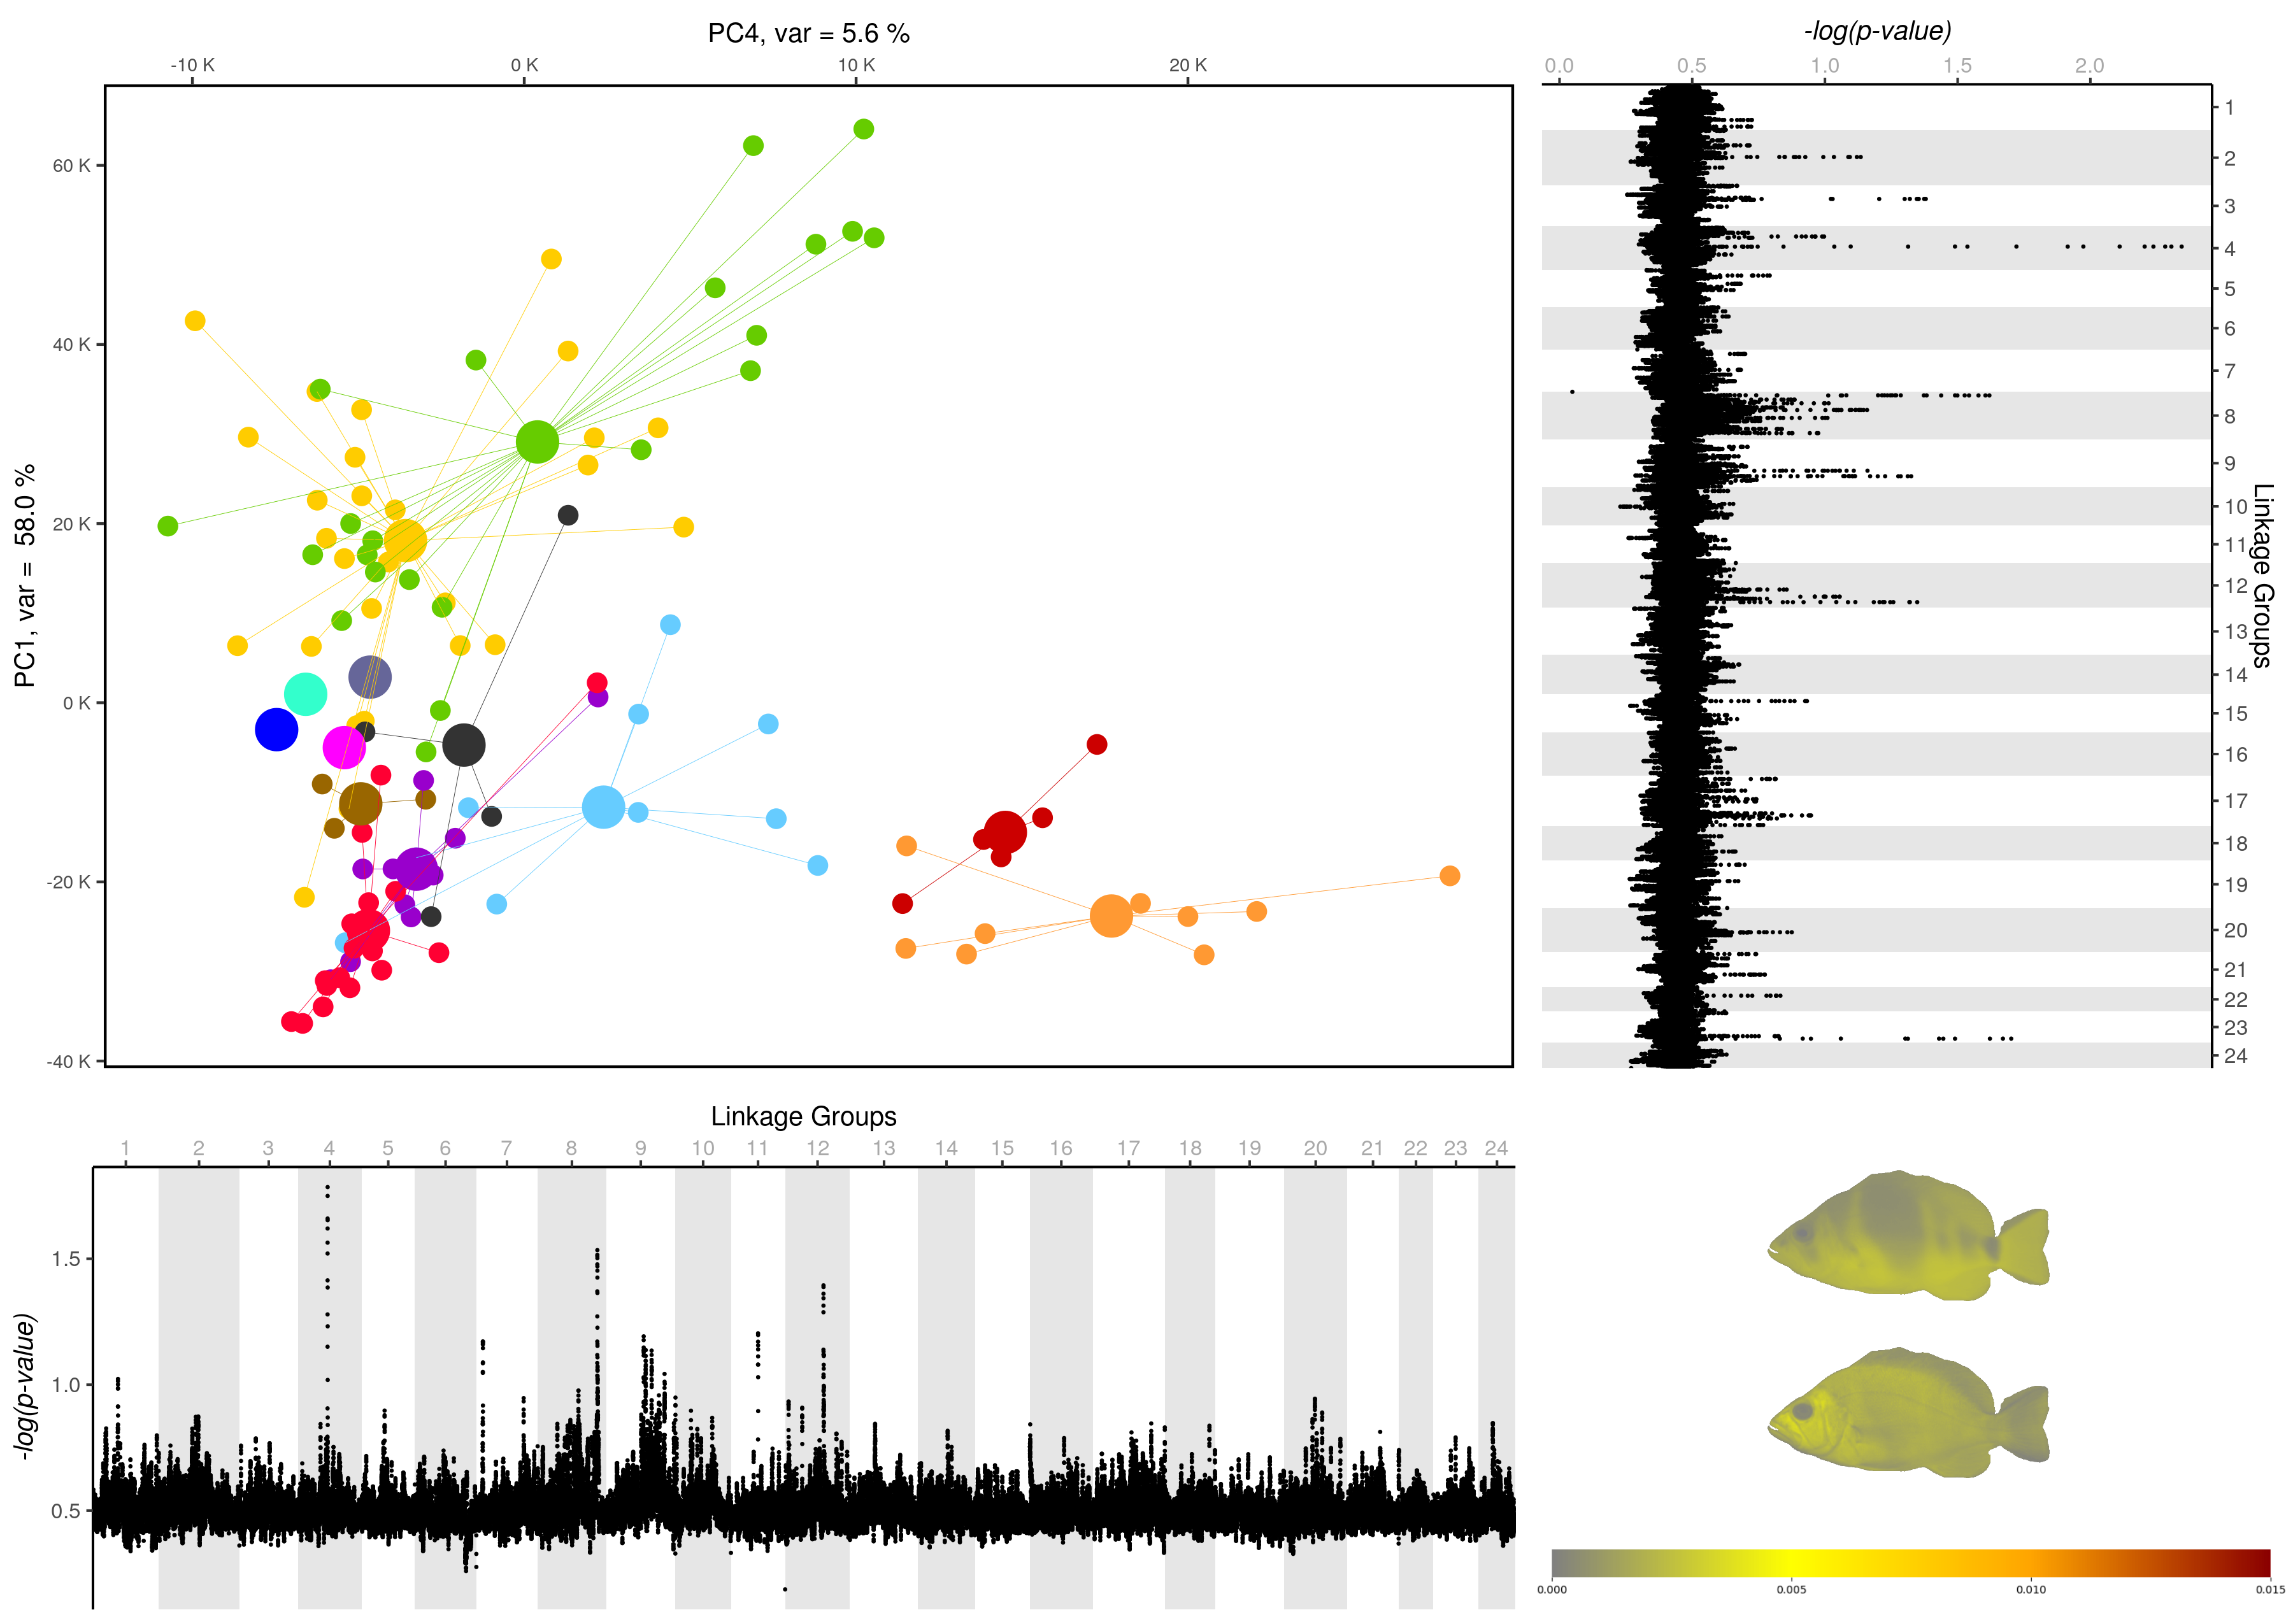 PC4, var = 5.6 %
-10 K 0 K 10 K 20 K
PC1, var = 58.0 %
60 K
40 K
20 K
0 K
-20 K
-40 K
-log(p-value)
0.0 0.5 1.0 1.5 2.0
1
2
3
4
5
6
7
8
9
10
11
12
13
14
15
16
17
18
19
20
21
22
23
24
Linkage Groups
Linkage Groups
1 2 3 4 5 6 7 8 9 10 11 12 13 14 15 16 17 18 19 20 21 22 23 24
-log(p-value)
1.5
1.0
0.5
0.000 0.005 0.010 0.015